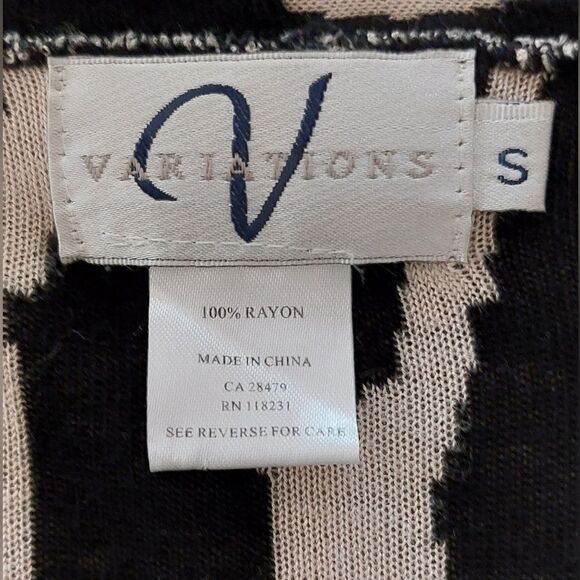 V
VARIATIONS
S
100% RAYON
MADE IN CHINA
CA 28479
RN 118231
SEE REVERSE FOR CARE